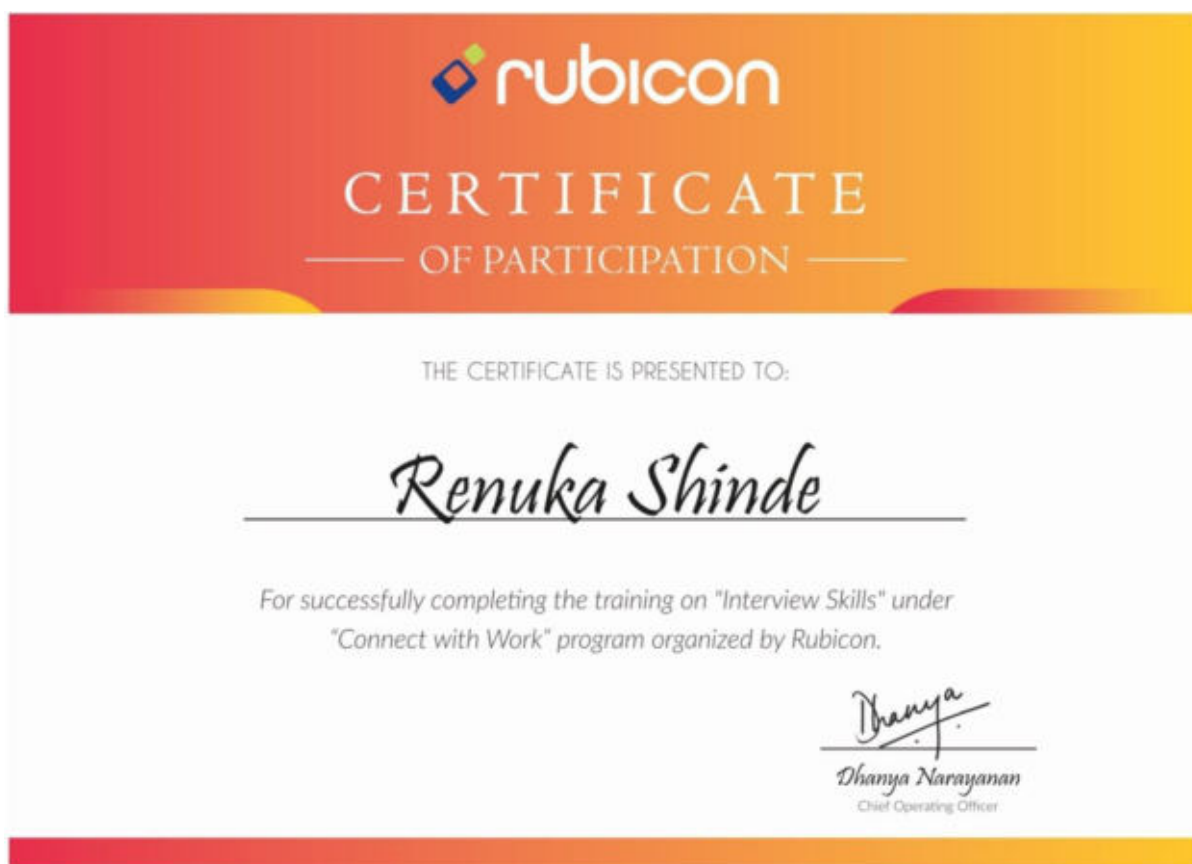 rubicon
CERTIFICATE
OF PARTICIPATION
THE CERTIFICATE IS PRESENTED TO:
Renuka Shinde
For successfully completing the training on "Interview Skills" under
"Connect with Work" program organized by Rubicon.
Dhanya
Dhanya Narayanan
Chief Operating Officer